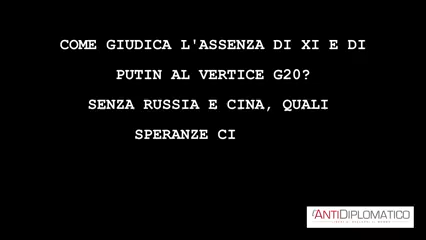 COME GIUDICA L'ASSENZA DI XI E DI
PUTIN AL VERTICE G20?
SENZA RUSSIA E CINA, QUALI
SPERANZE CI
L'ANTIDIPLOMATICO